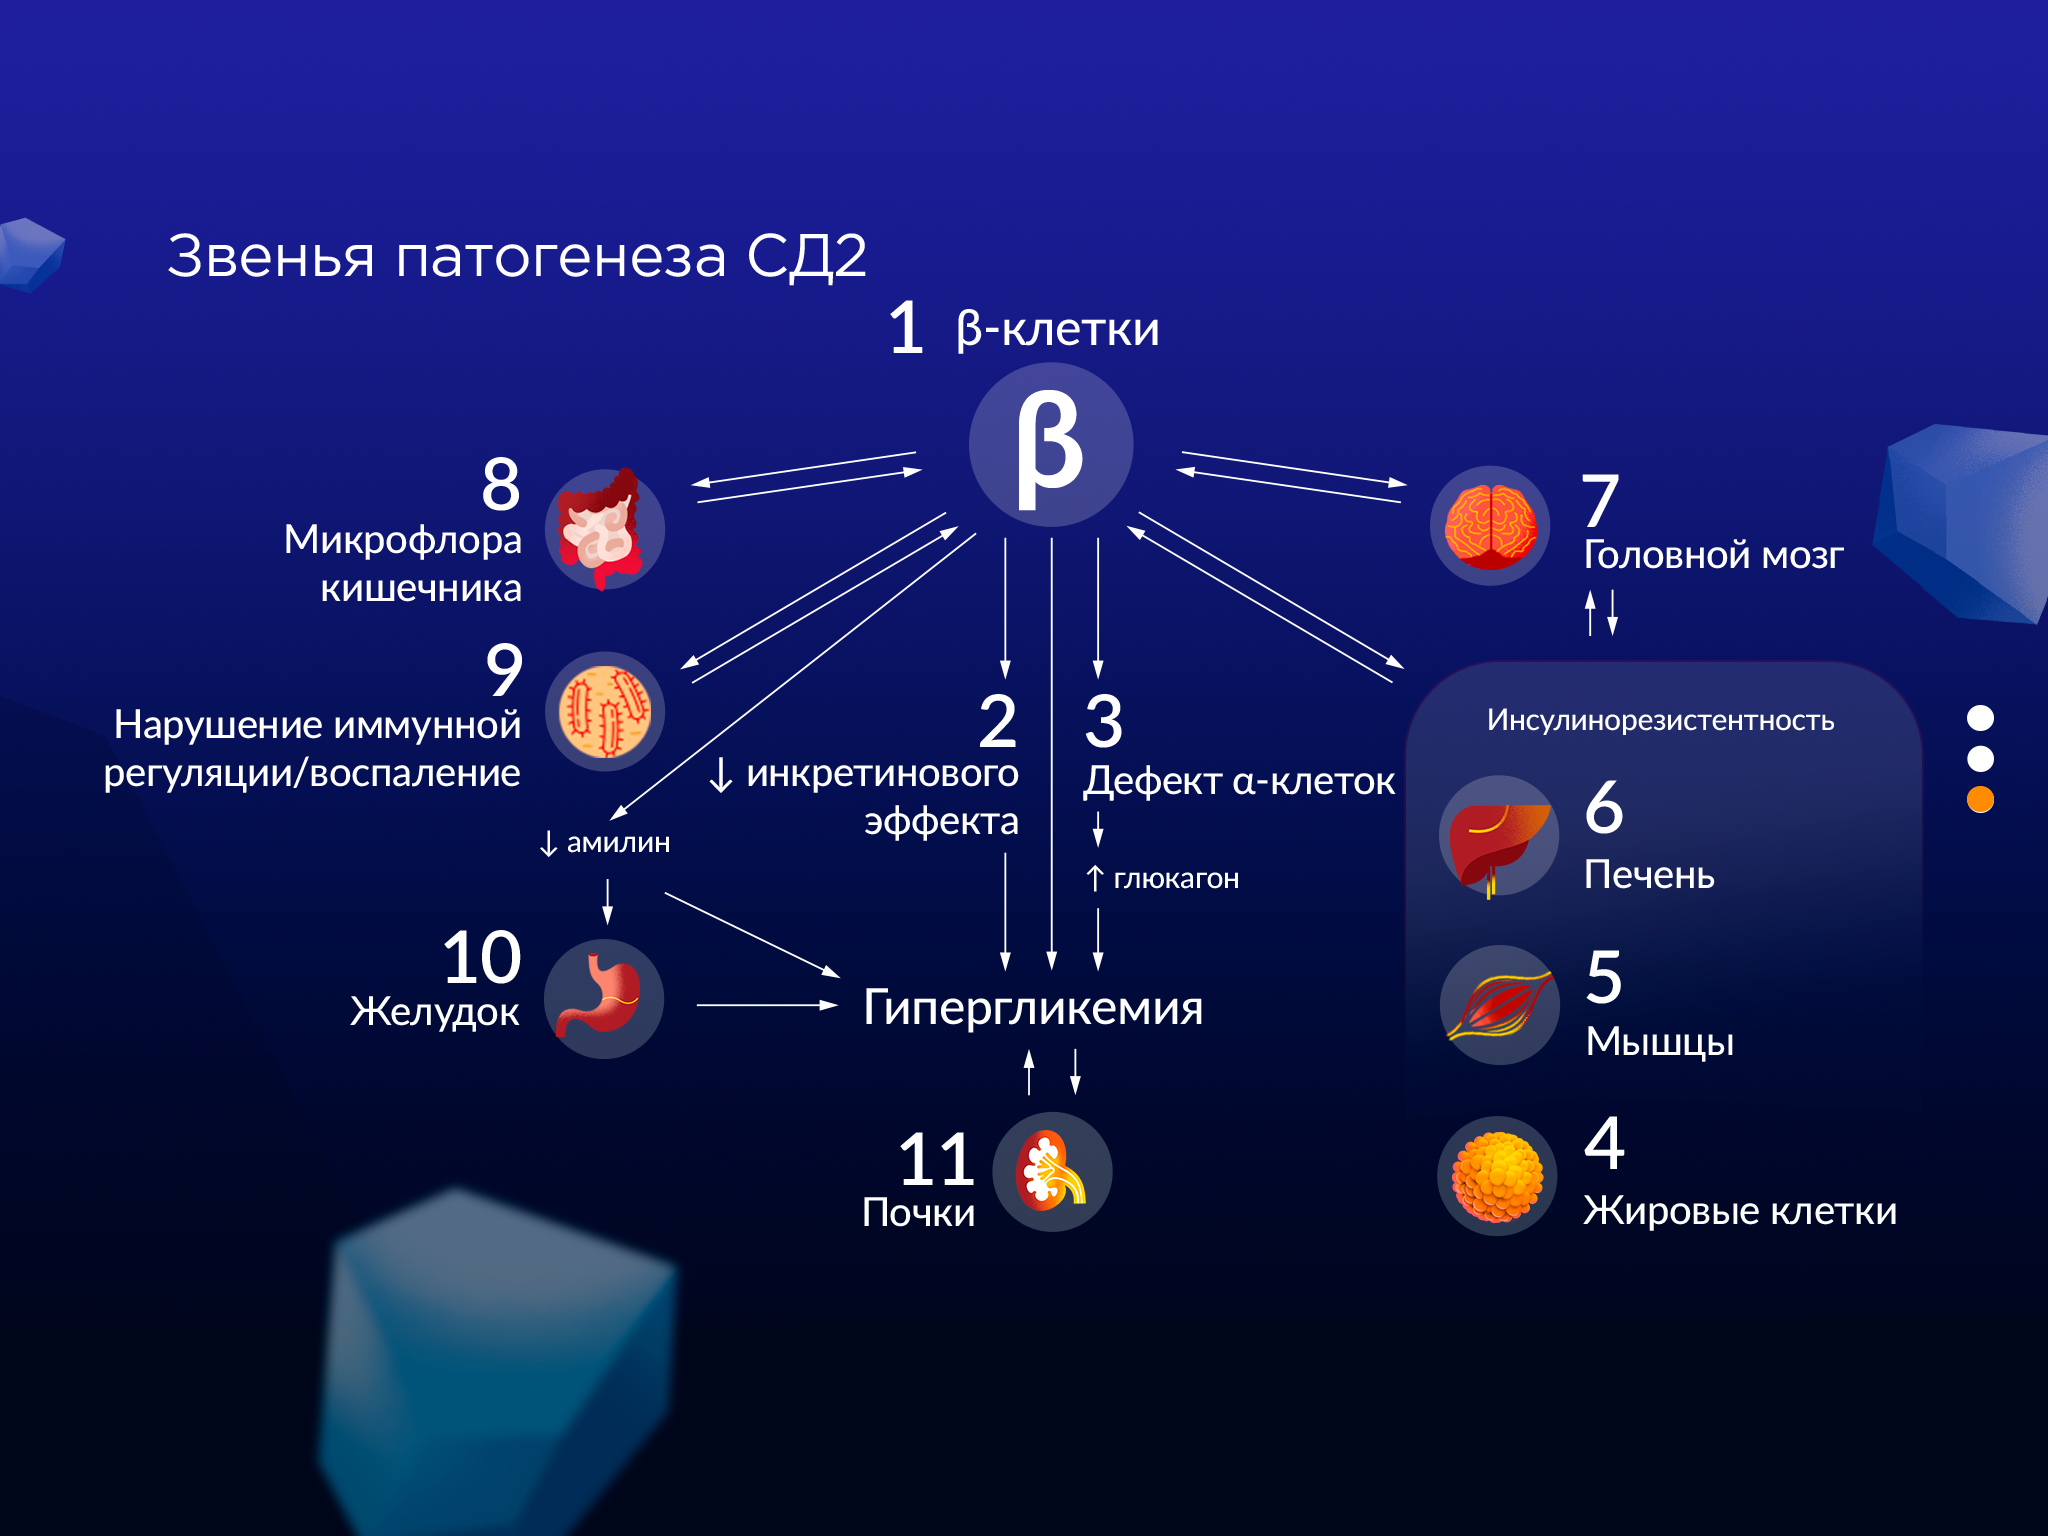 Звенья патогенеза СД2
1 β-клетки
β
8
Микрофлора
кишечника
7
Головной мозг
9
Нарушение иммунной
регуляции/воспаление
2
↓ инкретинового
эффекта
3
Дефект α-клеток
↑ глюкагон
↓ амилин
10
Желудок
Гипергликемия
11
Почки
Инсулинорезистентность
6
Печень
5
Мышцы
4
Жировые клетки